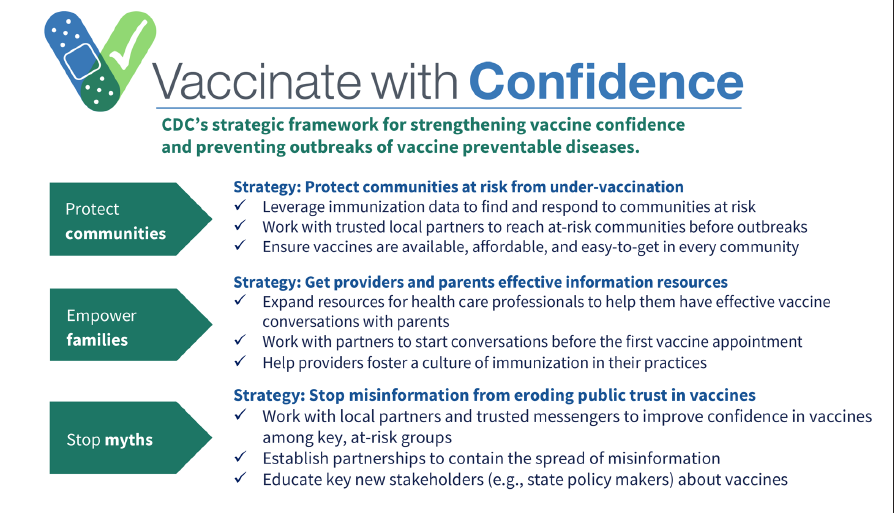 Vaccinate with Confidence
CDC's strategic framework for strengthening vaccine confidence
and preventing outbreaks of vaccine preventable diseases.
Protect
communities
Strategy: Protect communities at risk from under-vaccination
✓ Leverage immunization data to find and respond to communities at risk
✓ Work with trusted local partners to reach at-risk communities before outbreaks
✓ Ensure vaccines are available, affordable, and easy-to-get in every community
Empower
families
Strategy: Get providers and parents effective information resources
✓ Expand resources for health care professionals to help them have effective vaccine
conversations with parents
✓ Work with partners to start conversations before the first vaccine appointment
✓ Help providers foster a culture of immunization in their practices
Stop myths
Strategy: Stop misinformation from eroding public trust in vaccines
✓ Work with local partners and trusted messengers to improve confidence in vaccines
among key, at-risk groups
✓ Establish partnerships to contain the spread of misinformation
✓ Educate key new stakeholders (e.g., state policy makers) about vaccines